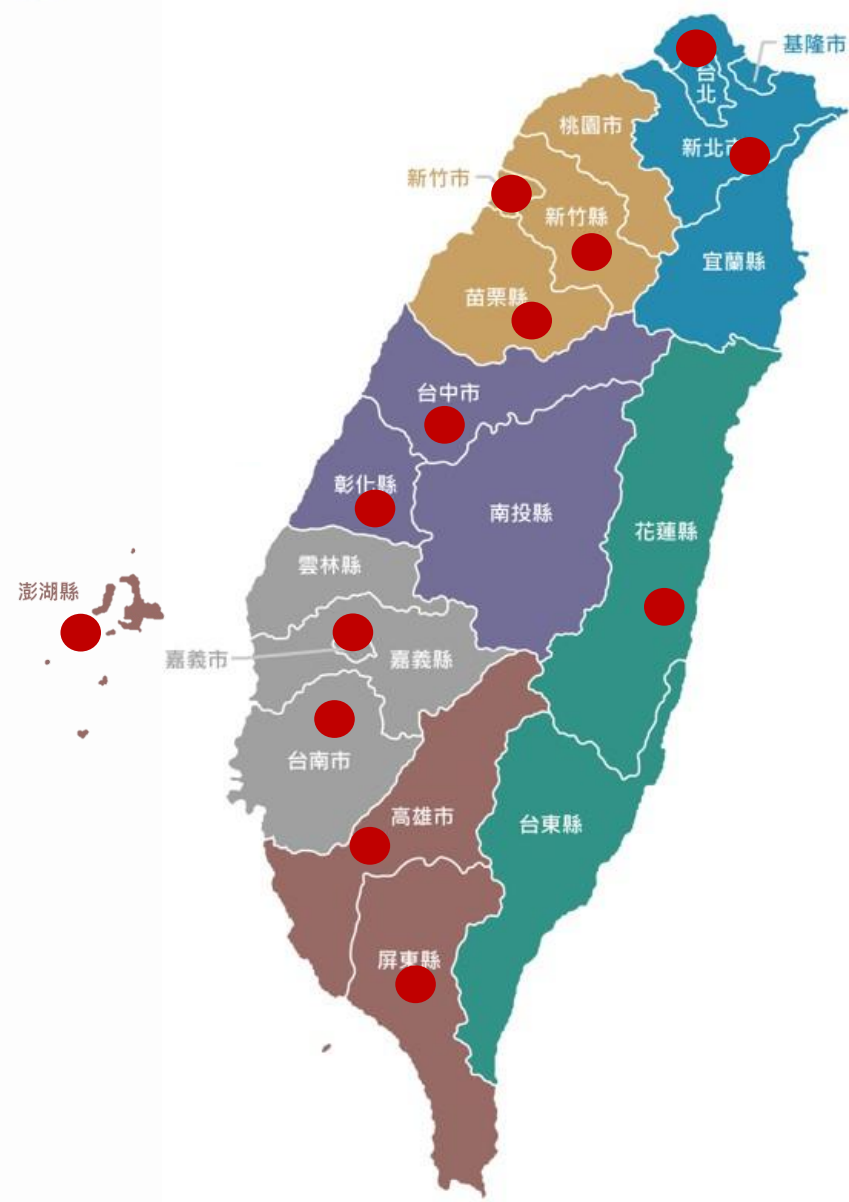 基隆市
台
北
桃園市
新北市
新竹市
新竹縣
宜蘭縣
苗栗縣
台中市
彰化縣
南投縣
花蓮縣
雲林縣
澎湖縣
嘉義市
嘉義縣
台南市
高雄市
台東縣
屏東縣